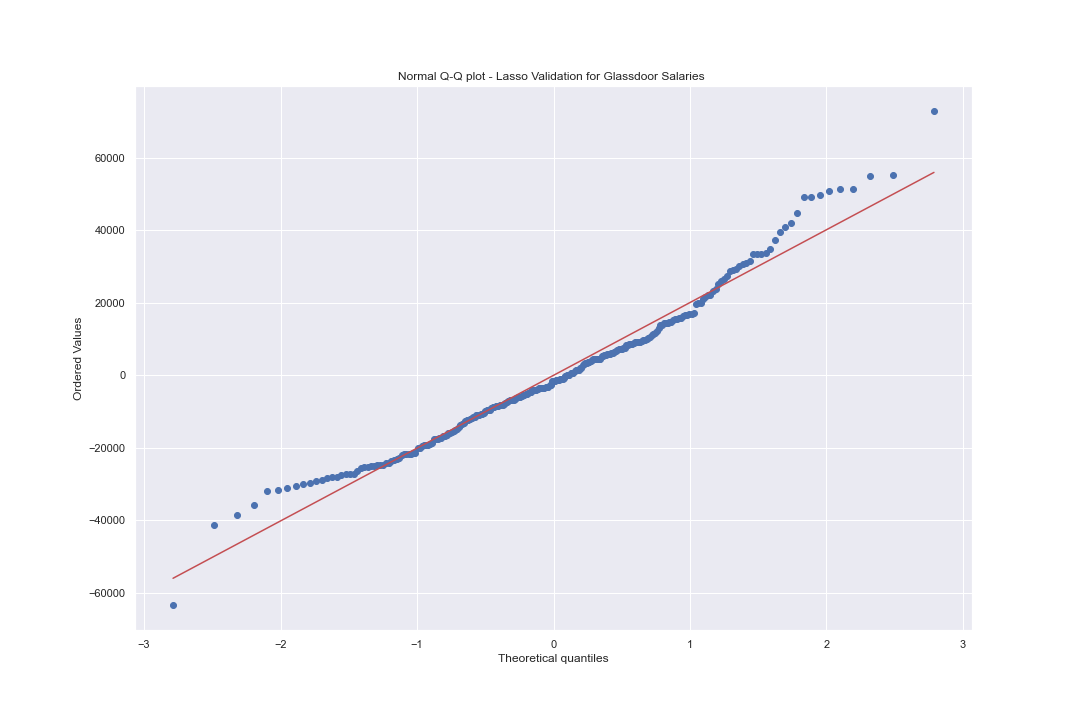 Normal Q-Q plot - Lasso Validation for Glassdoor Salaries
60000
40000
20000
0
−20000
−40000
−60000
Ordered Values
−3 −2 −1 0 1 2 3
Theoretical quantiles